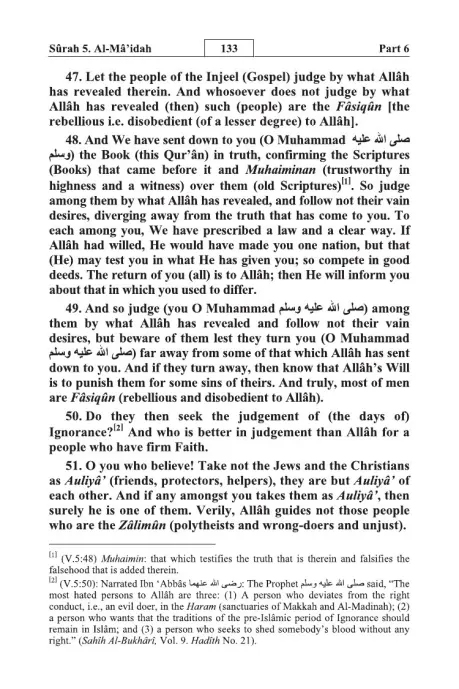 Sûrah 5. Al-Mâ’idah 133 Part 6
47. Let the people of the Injeel (Gospel) judge by what Allâh
has revealed therein. And whosoever does not judge by what
Allâh has revealed (then) such (people) are the Fâsiqûn [the
rebellious i.e. disobedient (of a lesser degree) to Allâh].
48. And We have sent down to you (O Muhammad صلى الله عليه
وسلم) the Book (this Qur’ân) in truth, confirming the Scriptures
(Books) that came before it and Muhaiminan (trustworthy in
highness and a witness) over them (old Scriptures)[1]. So judge
among them by what Allâh has revealed, and follow not their vain
desires, diverging away from the truth that has come to you. To
each among you, We have prescribed a law and a clear way. If
Allâh had willed, He would have made you one nation, but that
(He) may test you in what He has given you; so compete in good
deeds. The return of you (all) is to Allâh; then He will inform you
about that in which you used to differ.
49. And so judge (you O Muhammad صلى الله عليه وسلم) among
them by what Allâh has revealed and follow not their vain
desires, but beware of them lest they turn you (O Muhammad
صلى الله عليه وسلم) far away from some of that which Allâh has sent
down to you. And if they turn away, then know that Allâh’s Will
is to punish them for some sins of theirs. And truly, most of men
are Fâsiqûn (rebellious and disobedient to Allâh).
50. Do they then seek the judgement of (the days of)
Ignorance?[2] And who is better in judgement than Allâh for a
people who have firm Faith.
51. O you who believe! Take not the Jews and the Christians
as Auliyâ’ (friends, protectors, helpers), they are but Auliyâ’ of
each other. And if any amongst you takes them as Auliyâ’, then
surely he is one of them. Verily, Allâh guides not those people
who are the Zâlimûn (polytheists and wrong-doers and unjust).
[1] (V.5:48) Muhaimin: that which testifies the truth that is therein and falsifies the
falsehood that is added therein.
[2] (V.5:50): Narrated Ibn ‘Abbâs رضى الله عنهما: The Prophet صلى الله عليه وسلم said, “The
most hated persons to Allâh are three: (1) A person who deviates from the right
conduct, i.e., an evil doer, in the Haram (sanctuaries of Makkah and Al-Madinah); (2)
a person who wants that the traditions of the pre-Islâmic period of Ignorance should
remain in Islâm; and (3) a person who seeks to shed somebody’s blood without any
right.” (Sahîh Al-Bukhârî, Vol. 9. Hadîth No. 21).